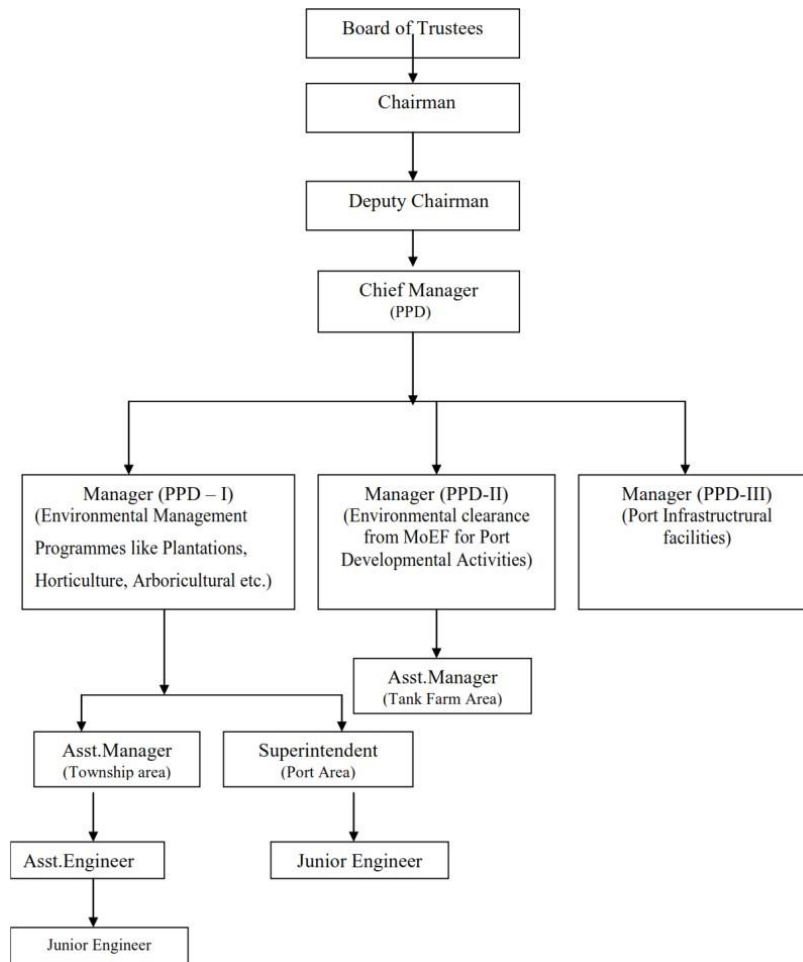 Board of Trustees
Chairman
Deputy Chairman
Chief Manager
(PPD)
Manager (PPD – I)
(Environmental Management
Programmes like Plantations,
Horticulture, Arboricultural etc.)
Manager (PPD-II)
(Environmental clearance
from MoEF for Port
Developmental Activities)
Manager (PPD-III)
(Port Infrastructrural
facilities)
Asst.Manager
(Tank Farm Area)
Asst.Manager
(Township area)
Superintendent
(Port Area)
Asst.Engineer
Junior Engineer
Junior Engineer